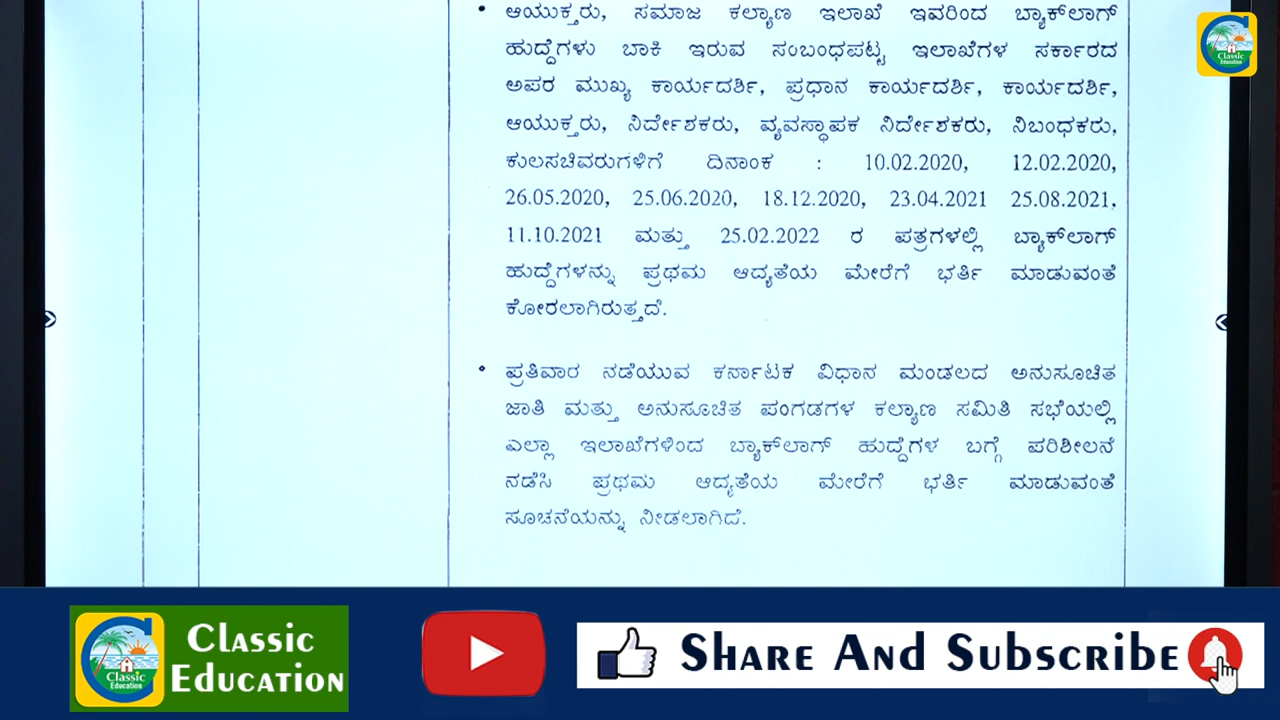 • ಆಯುಕ್ತರು, ಸಮಾಜ ಕಲ್ಯಾಣ ಇಲಾಖೆ ಇವರಿಂದ ಬ್ಯಾಕ್‌ಲಾಗ್
ಹುದ್ದೆಗಳು ಬಾಕಿ ಇರುವ ಸಂಬಂಧಪಟ್ಟ ಇಲಾಖೆಗಳ ಸರ್ಕಾರದ
ಅಪರ ಮುಖ್ಯ ಕಾರ್ಯದರ್ಶಿ, ಪ್ರಧಾನ ಕಾರ್ಯದರ್ಶಿ, ಕಾರ್ಯದರ್ಶಿ,
ಆಯುಕ್ತರು, ನಿರ್ದೇಶಕರು, ವ್ಯವಸ್ಥಾಪಕ ನಿರ್ದೇಶಕರು, ನಿಬಂಧಕರು,
ಕುಲಸಚಿವರುಗಳಿಗೆ ದಿನಾಂಕ : 10.02.2020, 12.02.2020,
26.05.2020, 25.06.2020, 18.12.2020, 23.04.2021 25.08.2021,
11.10.2021 ಮತ್ತು 25.02.2022 ರ ಪತ್ರಗಳಲ್ಲಿ ಬ್ಯಾಕ್‌ಲಾಗ್
ಹುದ್ದೆಗಳನ್ನು ಪ್ರಥಮ ಆದ್ಯತೆಯ ಮೇರೆಗೆ ಭರ್ತಿ ಮಾಡುವಂತೆ
ಕೋರಲಾಗಿರುತ್ತದೆ.
• ಪ್ರತಿವಾರ ನಡೆಯುವ ಕರ್ನಾಟಕ ವಿಧಾನ ಮಂಡಲದ ಅನುಸೂಚಿತ
ಜಾತಿ ಮತ್ತು ಅನುಸೂಚಿತ ಪಂಗಡಗಳ ಕಲ್ಯಾಣ ಸಮಿತಿ ಸಭೆಯಲ್ಲಿ
ಎಲ್ಲಾ ಇಲಾಖೆಗಳಿಂದ ಬ್ಯಾಕ್‌ಲಾಗ್ ಹುದ್ದೆಗಳ ಬಗ್ಗೆ ಪರಿಶೀಲನೆ
ನಡೆಸಿ ಪ್ರಥಮ ಆದ್ಯತೆಯ ಮೇರೆಗೆ ಭರ್ತಿ ಮಾಡುವಂತೆ
ಸೂಚನೆಯನ್ನು ನೀಡಲಾಗಿದೆ.
Classic
Education
Classic
Education
Classic
Education
Share And Subscribe